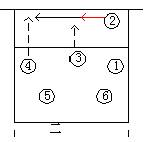 ②
③
④ ①
⑤ ⑥